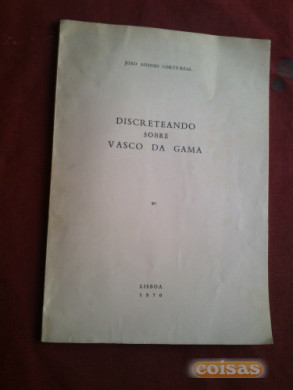 JOÃO AFONSO CORTE-REAL
DISCRETEANDO
SOBRE
VASCO DA GAMA
LISBOA
1970
coisas